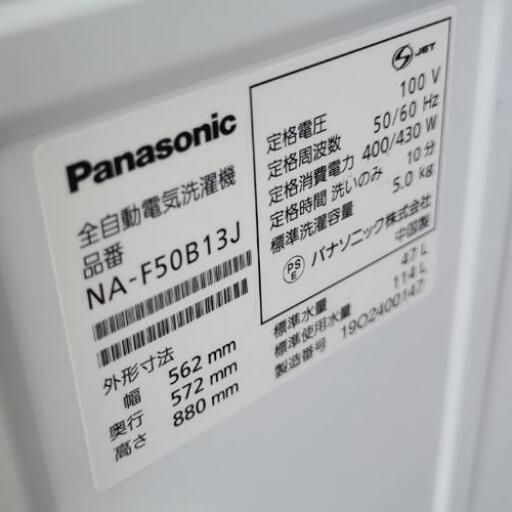 Panasonic
全自動電気洗濯機
品番
NA-F50B13J
外形寸法
幅 562 mm
奥行 572 mm
高さ 880 mm
S JET
定格電圧 100 V
定格周波数 50/60 Hz
定格消費電力 400/430 W
定格時間 洗いのみ 10分
標準洗濯容量 5.0 kg
PS E パナソニック株式会社
中国製
標準水量 47 L
標準使用水量 114 L
製造番号 19O2400147